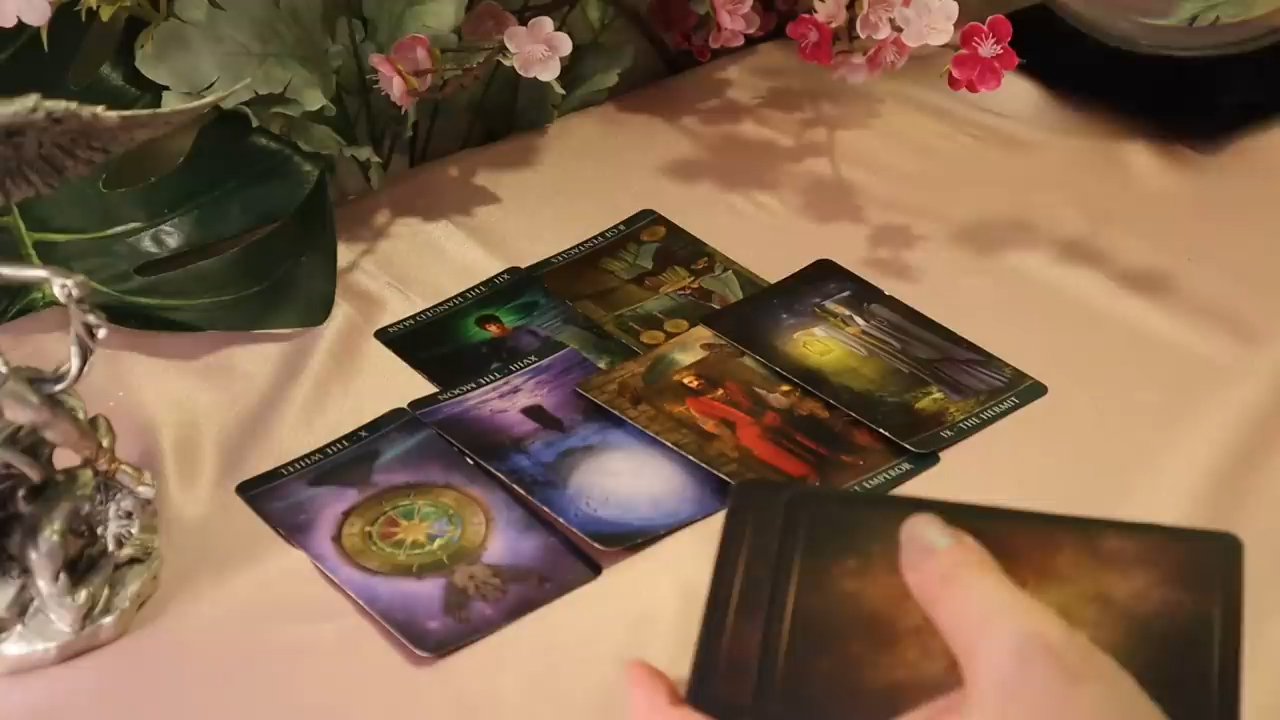 8 OF PENTACLES
XII · THE HANGED MAN
XVIII · THE MOON
X · THE WHEEL
IX · THE HERMIT
EMPEROR